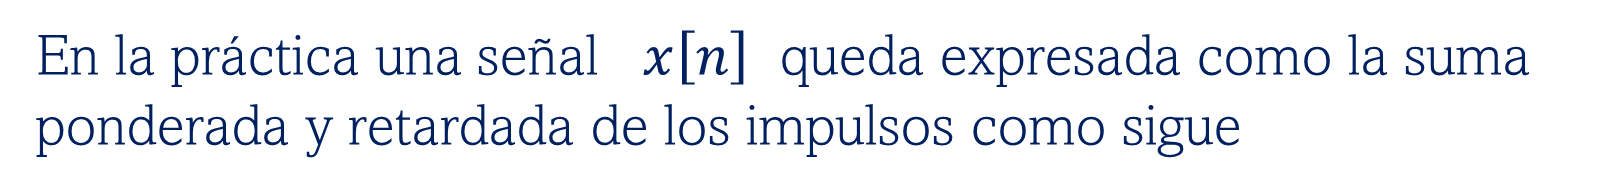 En la práctica una señal x[n] queda expresada como la suma
ponderada y retardada de los impulsos como sigue